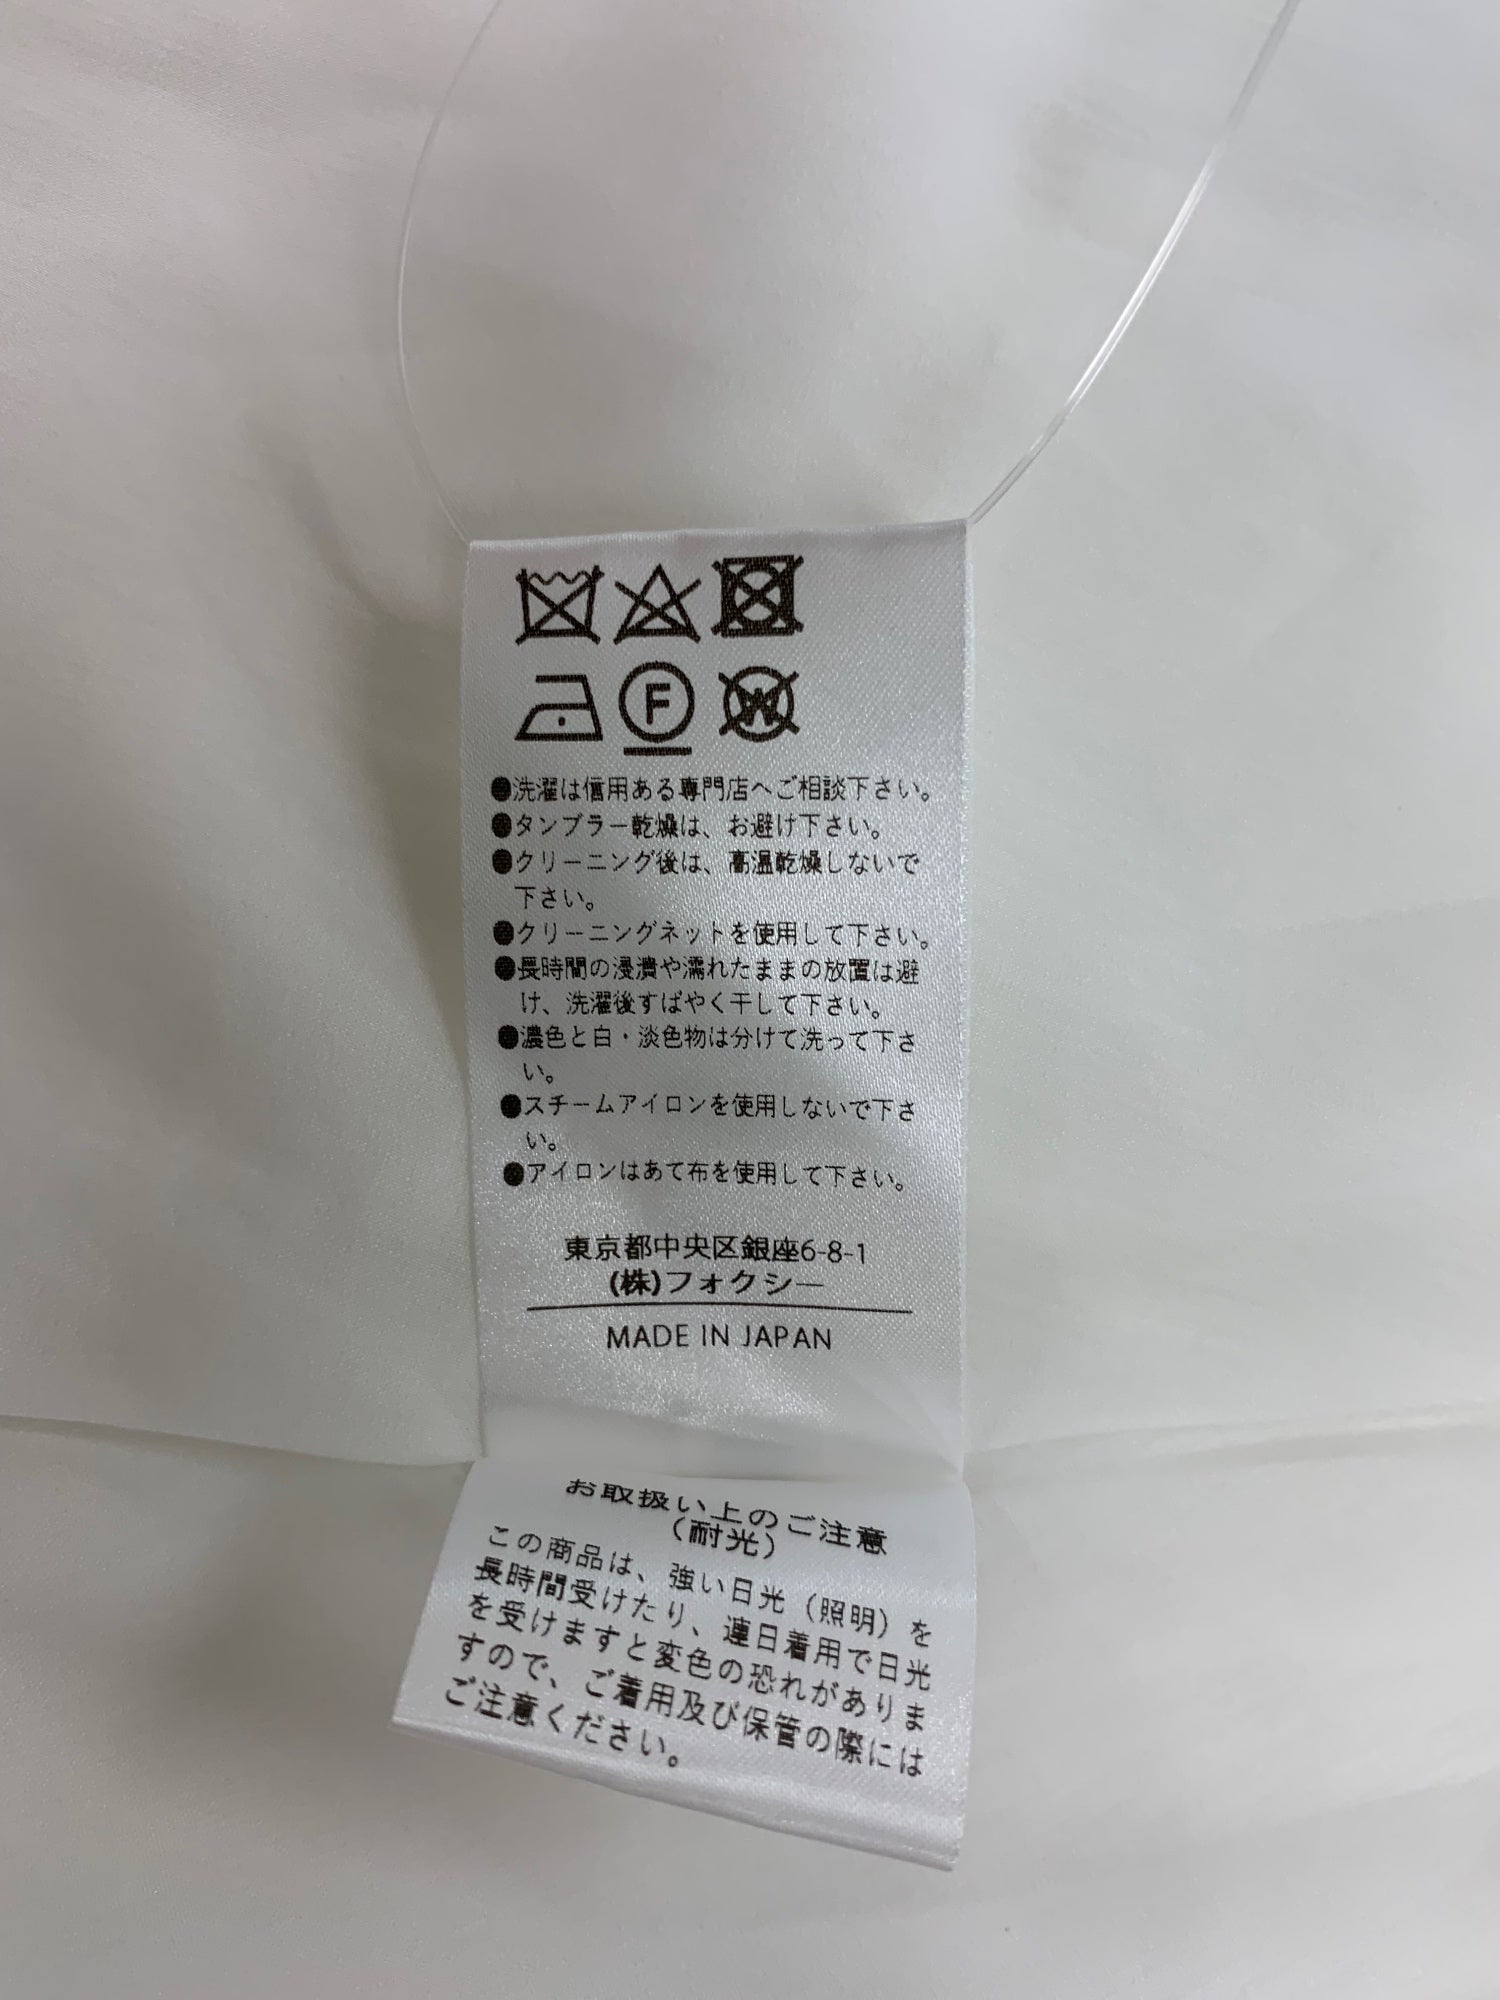 F W
●洗濯は信用ある専門店へご相談下さい。
●タンブラー乾燥は、お避け下さい。
●クリーニング後は、高温乾燥しないで
下さい。
●クリーニングネットを使用して下さい。
●長時間の浸漬や濡れたままの放置は避
け、洗濯後すばやく干して下さい。
●濃色と白・淡色物は分けて洗って下さ
い。
●スチームアイロンを使用しないで下さ
い。
●アイロンはあて布を使用して下さい。
東京都中央区銀座6-8-1
(株)フォクシー
MADE IN JAPAN
お取扱い上のご注意
（耐光）
この商品は、強い日光（照明）を
長時間受けたり、連日着用で日光
を受けますと変色の恐れがありま
すので、ご着用及び保管の際には
ご注意ください。